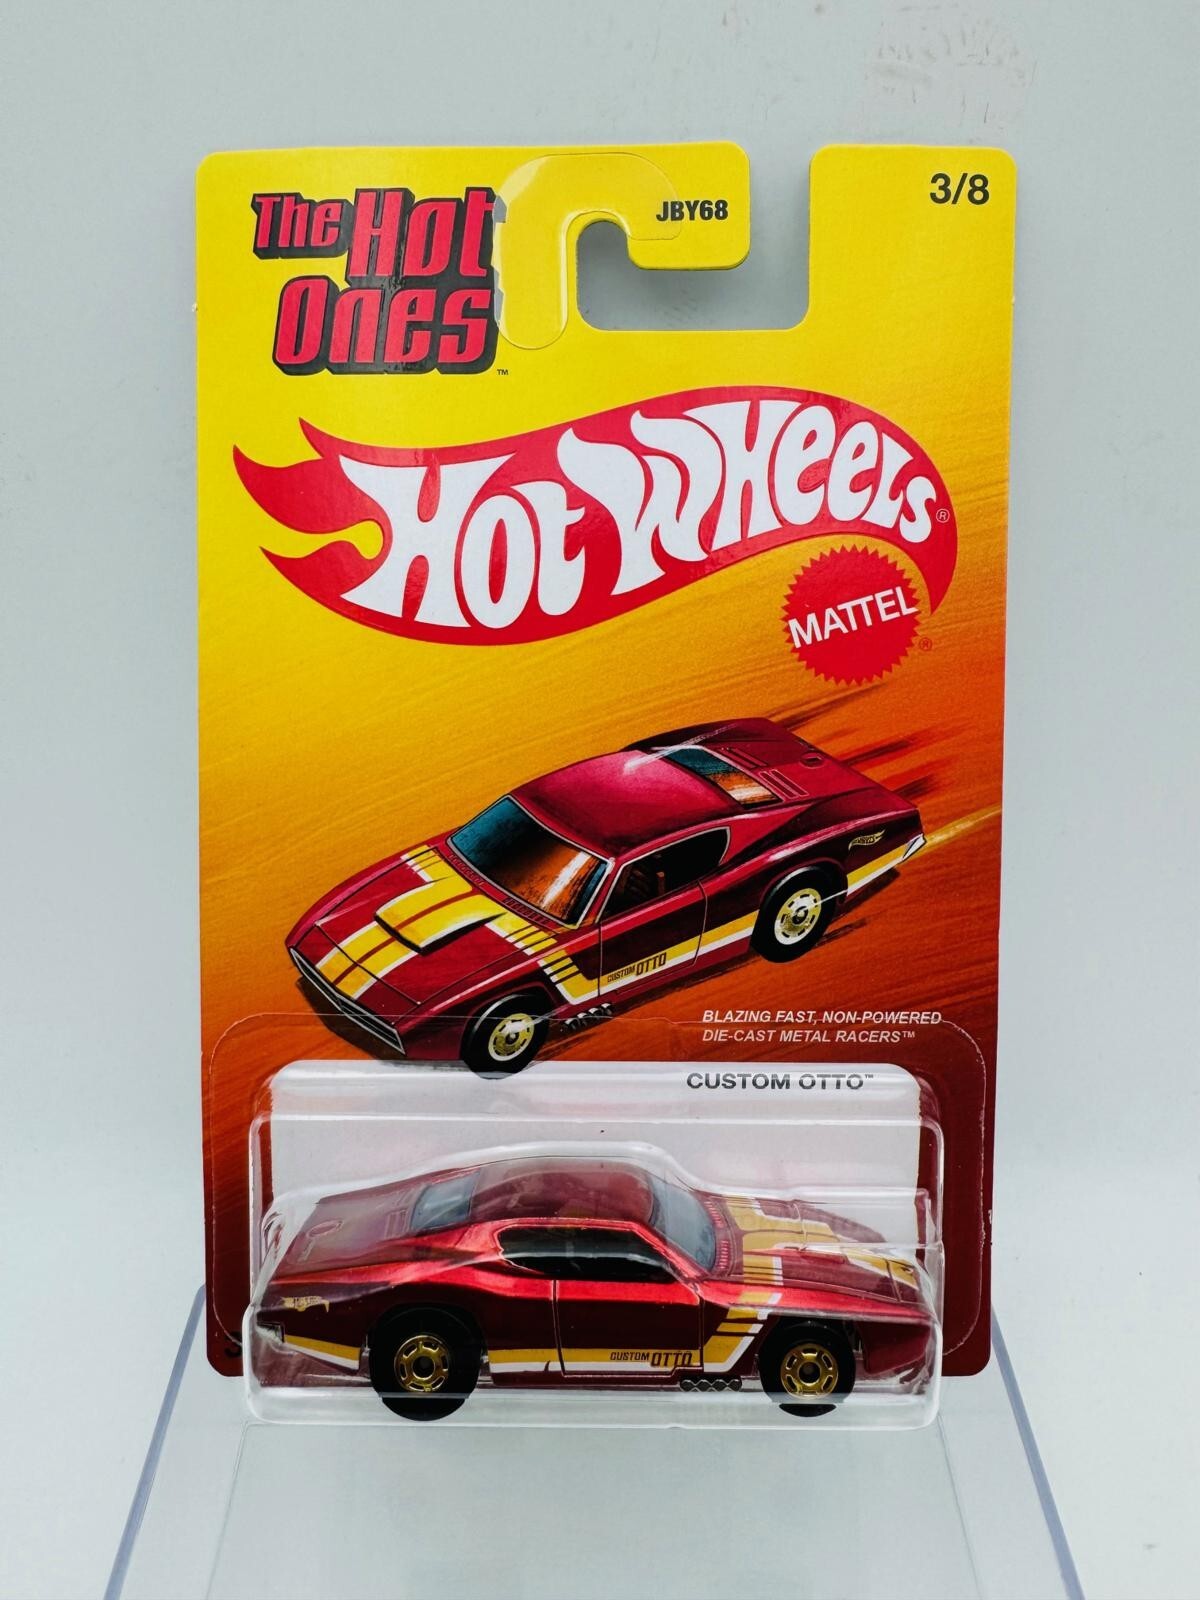 The Hot
Ones
™
JBY68
3/8
Hot Wheels®
MATTEL
®
CUSTOM OTTO
BLAZING FAST, NON-POWERED
DIE-CAST METAL RACERS™
CUSTOM OTTO™
CUSTOM OTTO